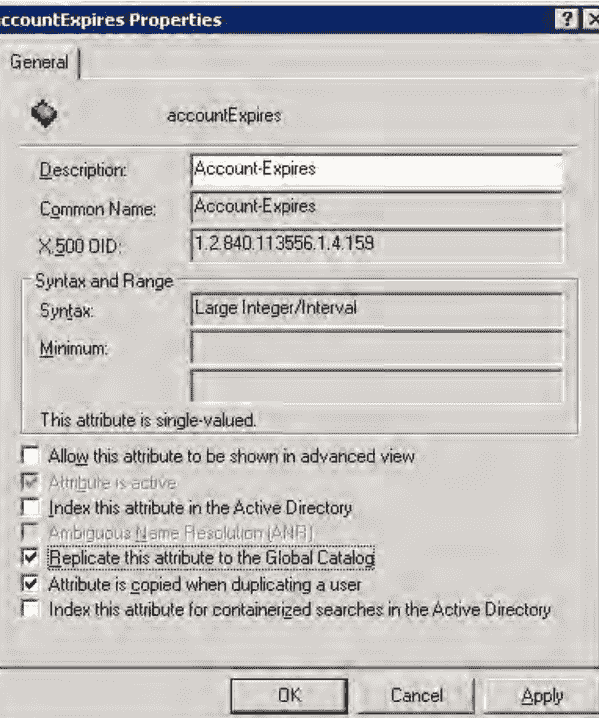 ccountExpires Properties
General
accountExpires
Description: Account-Expires
Common Name: Account-Expires
X.500 OID: 1.2.840.113556.1.4.159
Syntax and Range
Syntax: Large Integer/Interval
Minimum:
This attribute is single-valued.
Allow this attribute to be shown in advanced view
Attribute is active
Index this attribute in the Active Directory
Ambiguous Name Resolution (ANR)
Replicate this attribute to the Global Catalog
Attribute is copied when duplicating a user
Index this attribute for containerized searches in the Active Directory
OK Cancel Apply